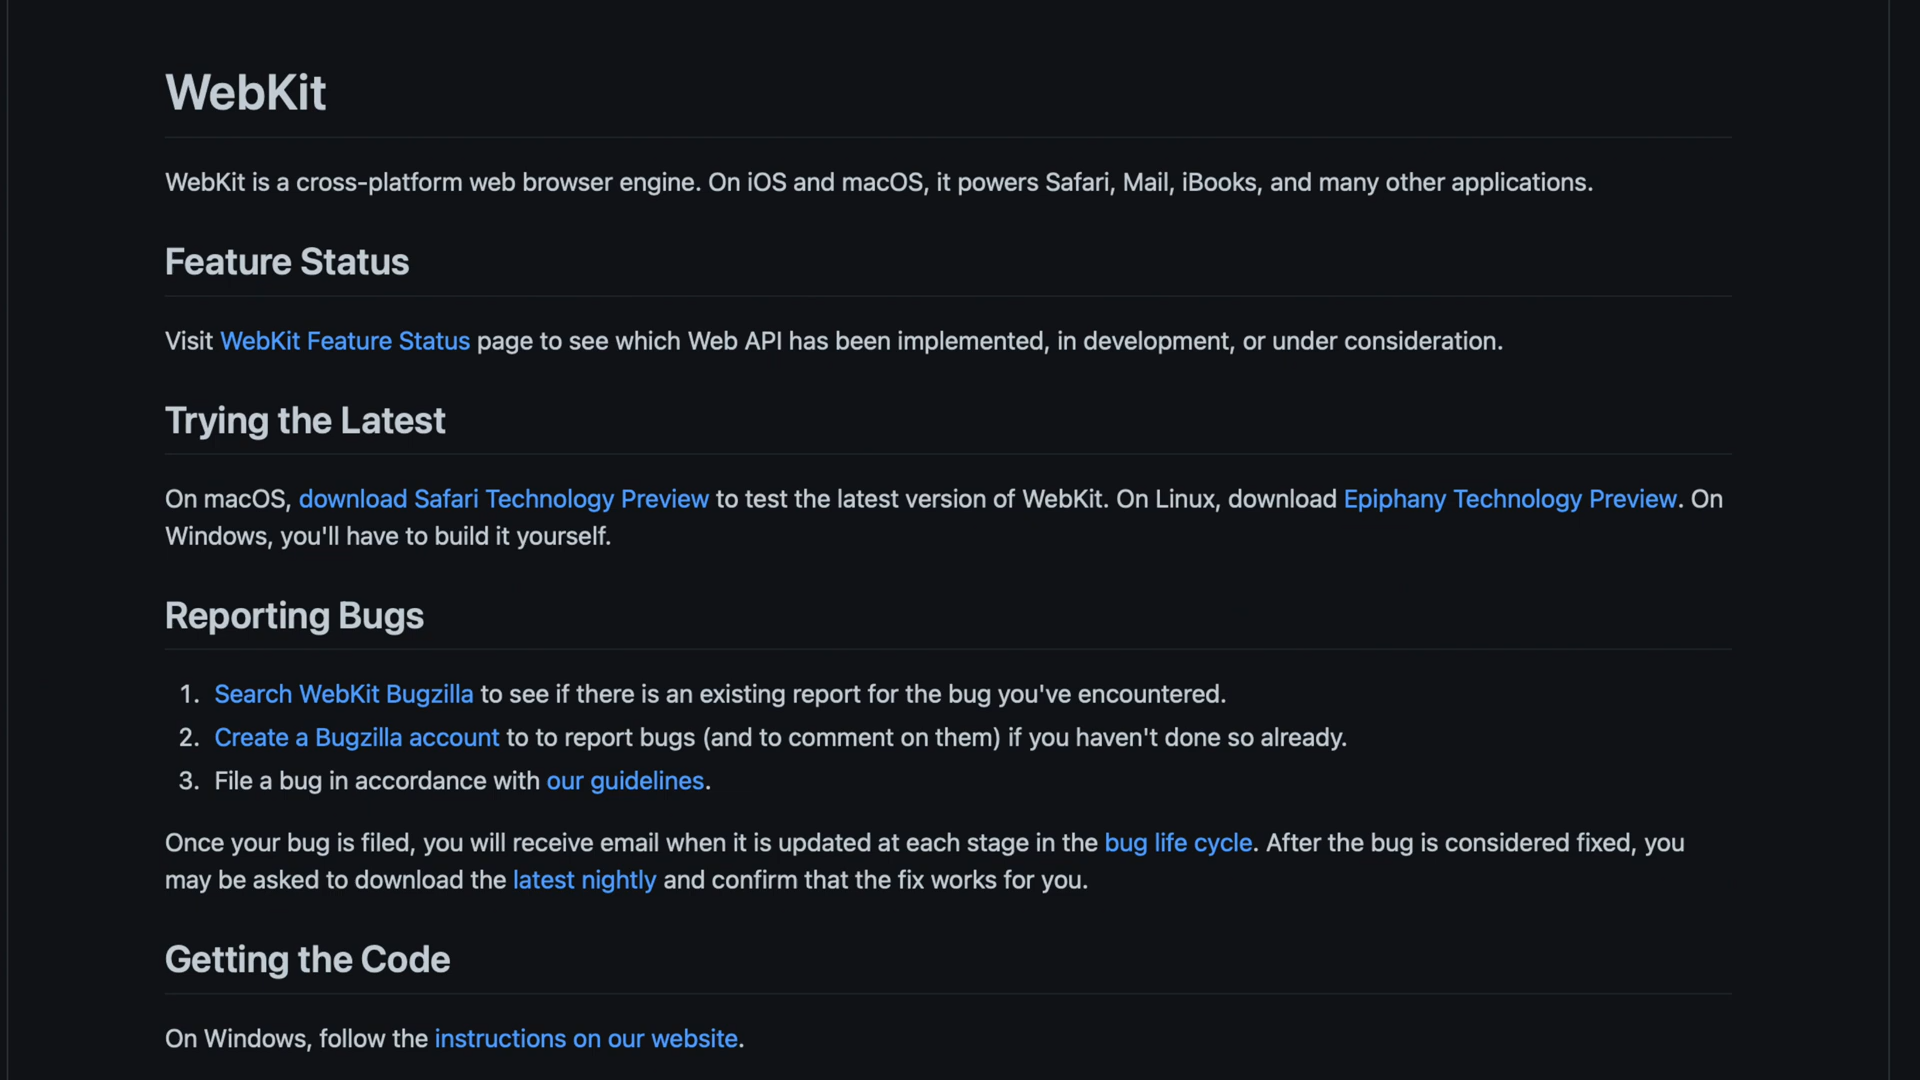 WebKit
WebKit is a cross-platform web browser engine. On iOS and macOS, it powers Safari, Mail, iBooks, and many other applications.
Feature Status
Visit WebKit Feature Status page to see which Web API has been implemented, in development, or under consideration.
Trying the Latest
On macOS, download Safari Technology Preview to test the latest version of WebKit. On Linux, download Epiphany Technology Preview. On
Windows, you'll have to build it yourself.
Reporting Bugs
1. Search WebKit Bugzilla to see if there is an existing report for the bug you've encountered.
2. Create a Bugzilla account to to report bugs (and to comment on them) if you haven't done so already.
3. File a bug in accordance with our guidelines.
Once your bug is filed, you will receive email when it is updated at each stage in the bug life cycle. After the bug is considered fixed, you
may be asked to download the latest nightly and confirm that the fix works for you.
Getting the Code
On Windows, follow the instructions on our website.